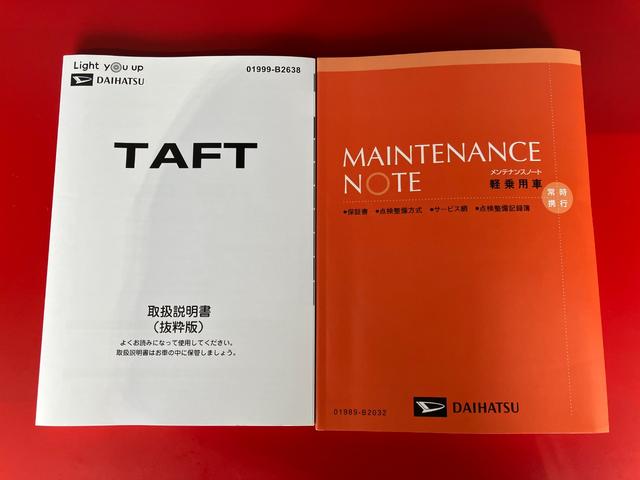 Light you up
DAIHATSU
01999-B2638
TAFT
取扱説明書
（抜粋版）
よくお読みになって使用してください。
取扱説明書はお車の中に保管しましょう。
MAINTENANCE
NOTE
メンテナンスノート
軽乗用車
常時
携行
●保証書 ●点検整備方式 ●サービス網 ●点検整備記録簿
01989-B2032
DAIHATSU